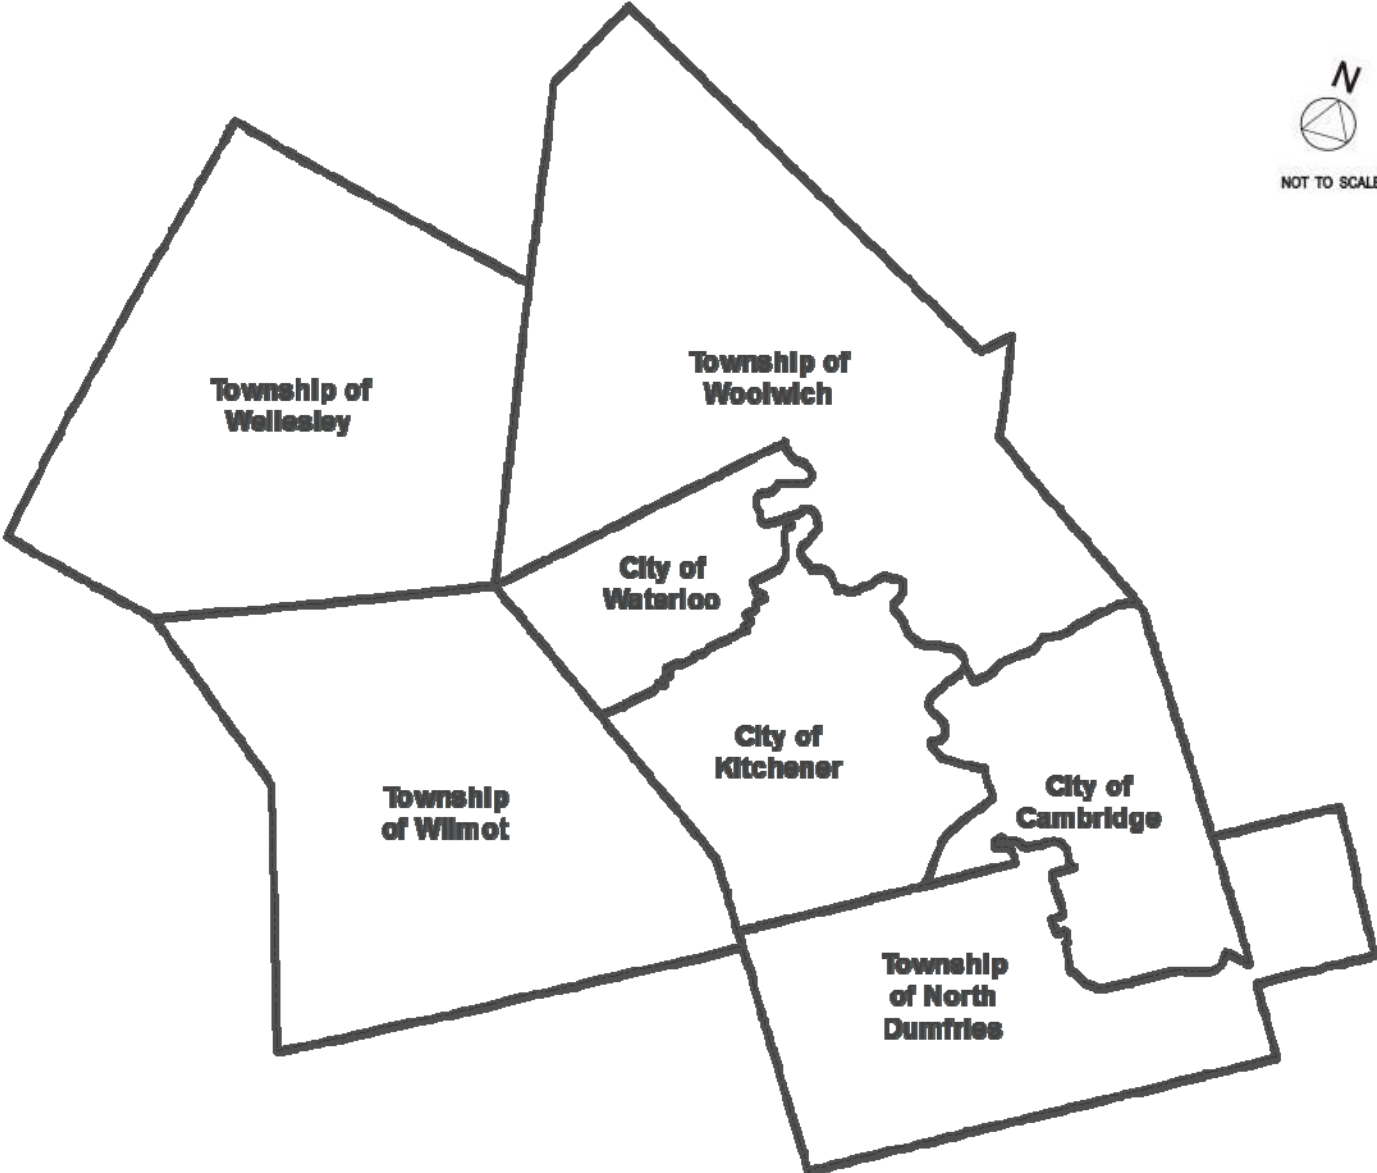 N
NOT TO SCALE
Township of
Woolwich
Township of
Wellesley
City of
Waterloo
City of
Kitchener
City of
Cambridge
Township
of Wilmot
Township
of North
Dumfries